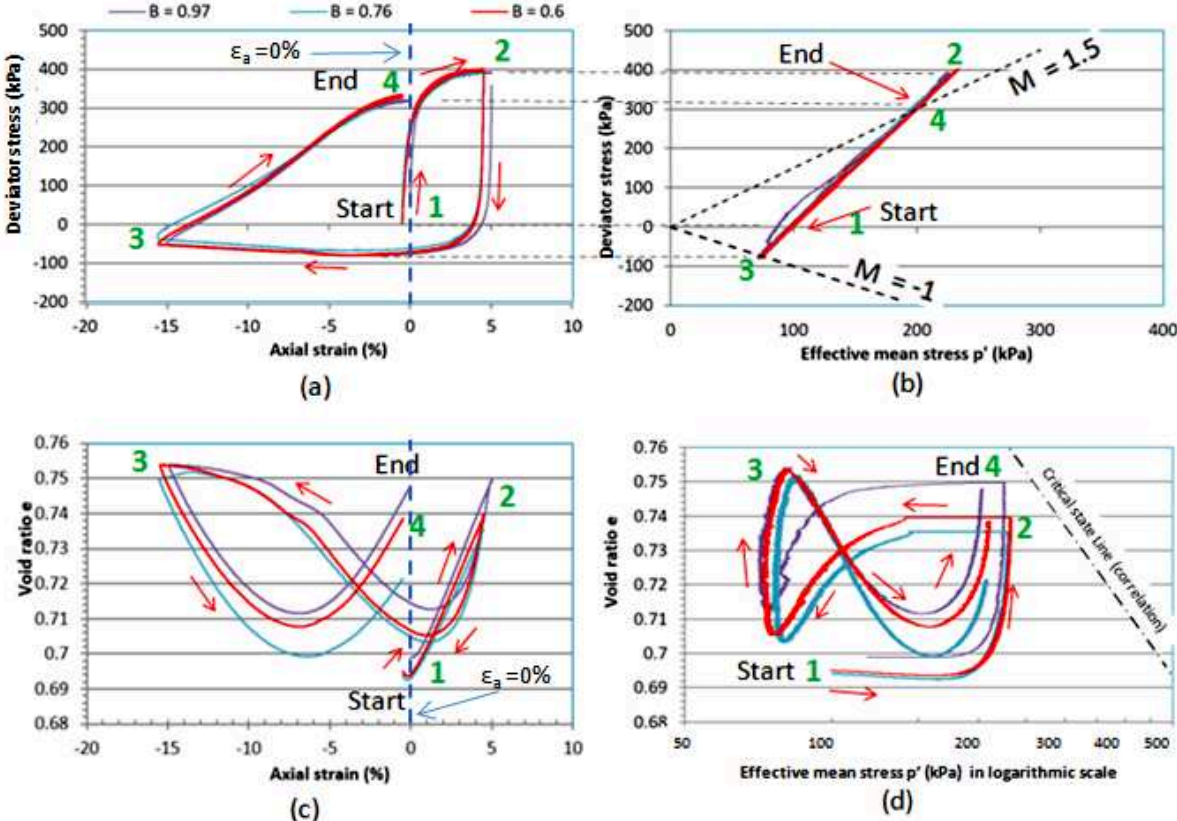 B = 0.97 B = 0.76 B = 0.6
500
400
300
200
100
0
-100
-200
-20 -15 -10 -5 0 5 10
Deviator stress (kPa)
Axial strain (%)
εa =0%
End
4
2
Start 1
3
(a)
500
400
300
200
100
0
-100
-200
0 100 200 300 400
Deviator stress (kPa)
Effective mean stress p' (kPa)
End
2
M = 1.5
4
1 Start
3
M = -1
(b)
0.76
0.75
0.74
0.73
0.72
0.71
0.7
0.69
0.68
-20 -15 -10 -5 0 5 10
Void ratio e
Axial strain (%)
3
End
2
4
1
Start
εa =0%
(c)
0.76
0.75
0.74
0.73
0.72
0.71
0.7
0.69
0.68
50 100 200 300 400 500
Void ratio e
Effective mean stress p' (kPa) in logarithmic scale
3
End 4
2
Critical state Line (correlation)
Start 1
(d)